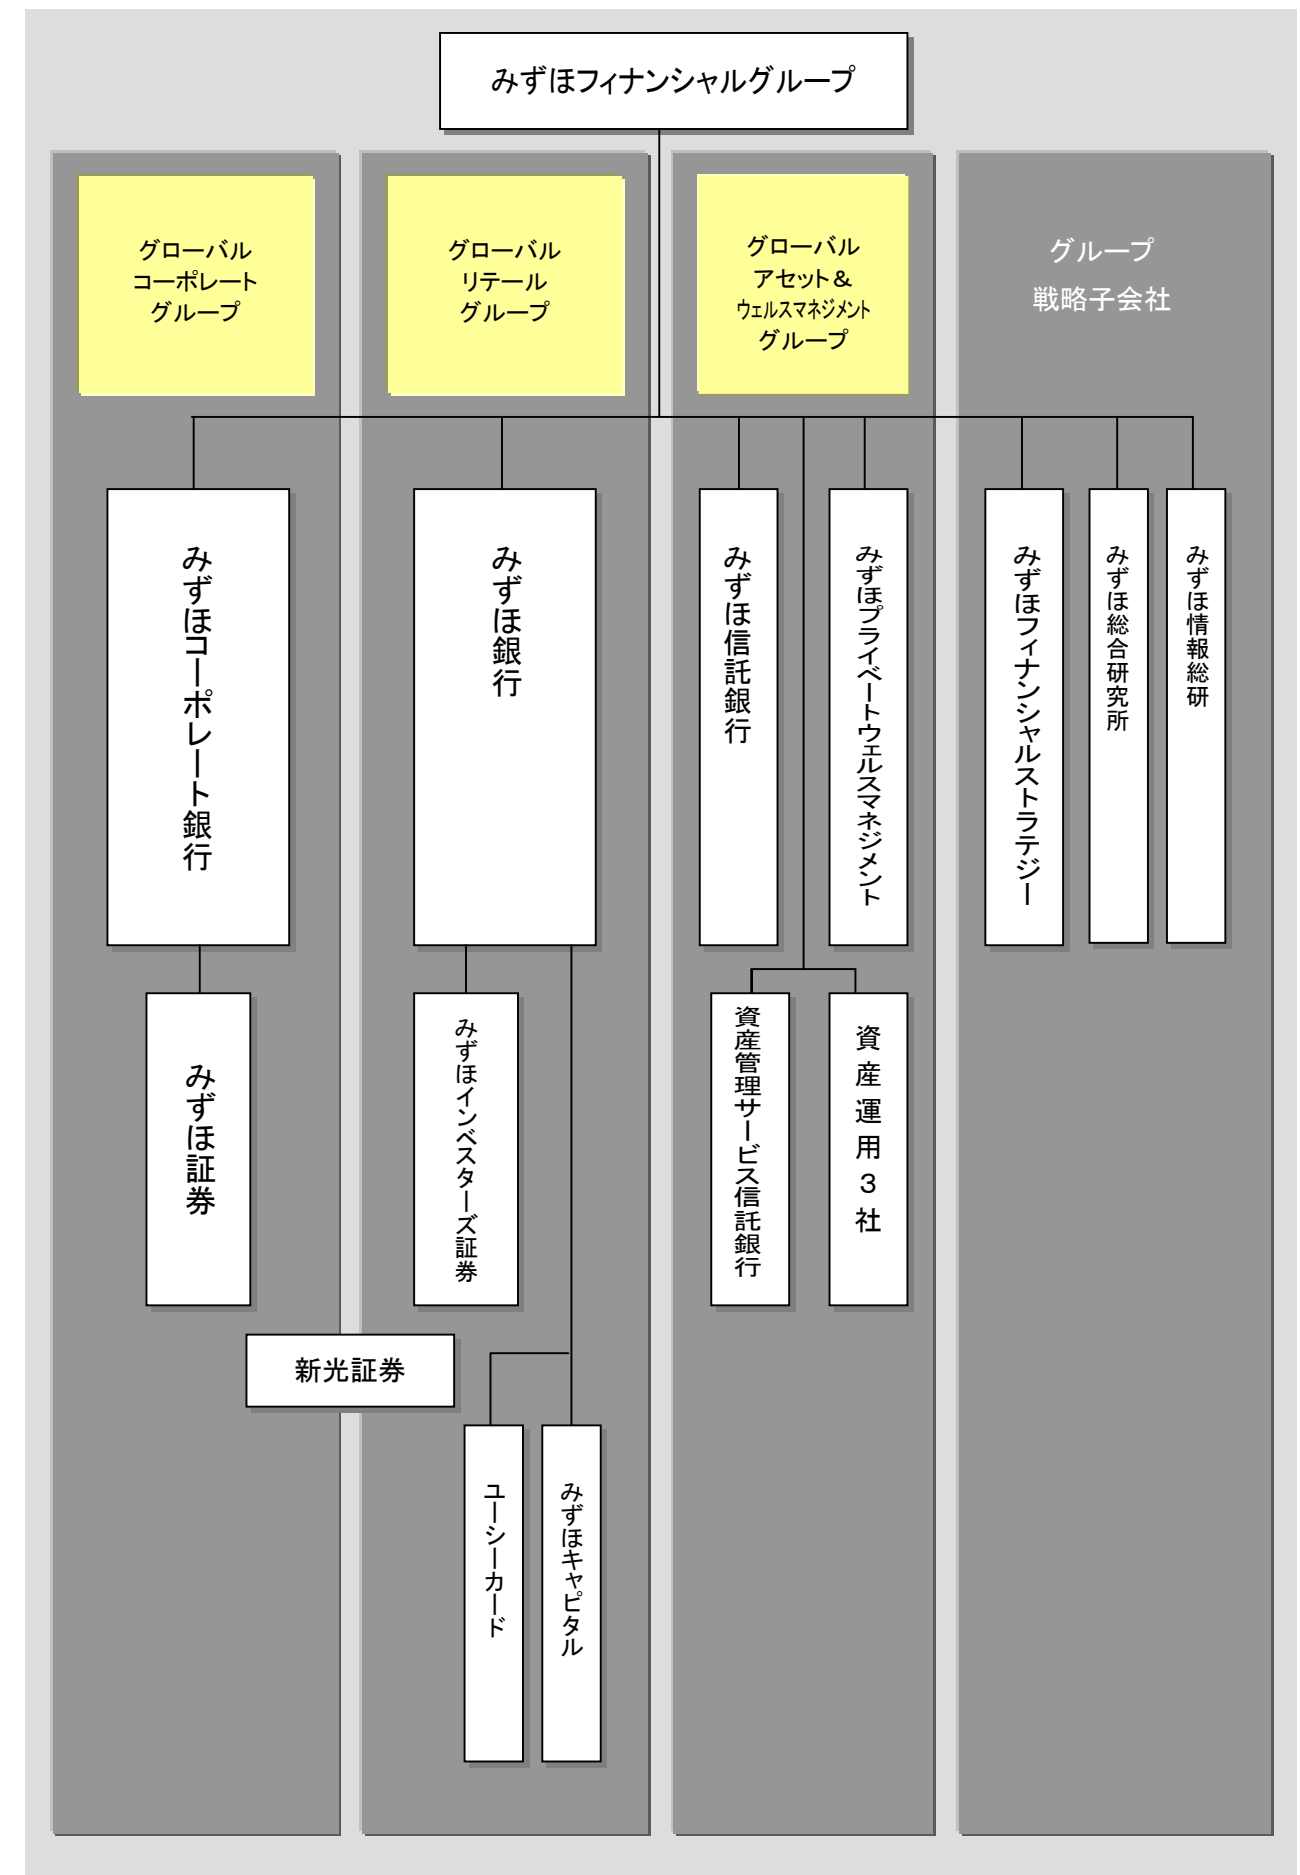 みずほフィナンシャルグループ
グローバル
コーポレート
グループ
グローバル
リテール
グループ
グローバル
アセット＆
ウェルスマネジメント
グループ
グループ
戦略子会社
みずほコーポレート銀行
みずほ銀行
みずほ信託銀行
みずほプライベートウェルスマネジメント
みずほフィナンシャルストラテジー
みずほ総合研究所
みずほ情報総研
みずほ証券
みずほインベスターズ証券
資産管理サービス信託銀行
資産運用３社
新光証券
ユーシーカード
みずほキャピタル